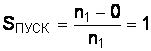 Sпуск = (n₁ − 0) / n₁ = 1